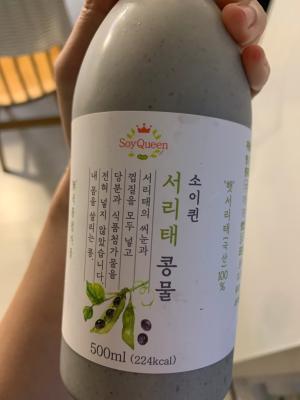 SoyQueen
소이퀸
서리태 콩물
서리태의 씨눈과
껍질을 모두 넣고
당분과 식품첨가물을
전혀 넣지 않았습니다.
내 몸을 살리는 콩.
500ml (224kcal)
서리태(국산) 100%